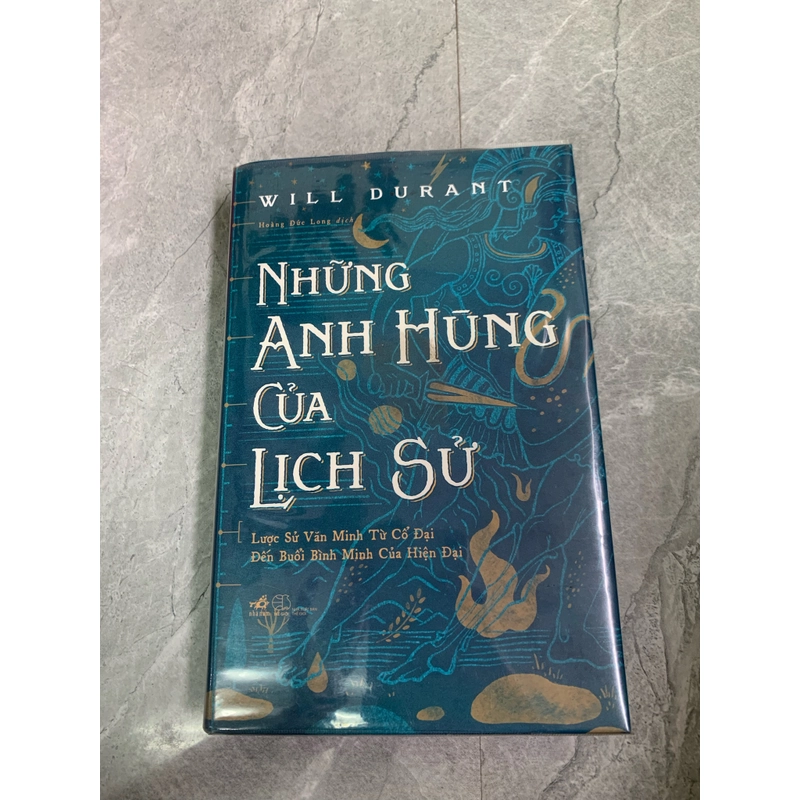 WILL DURANT
Hoàng Đức Long dịch
NHỮNG
ANH HÙNG
CỦA
LỊCH SỬ
Lược Sử Văn Minh Từ Cổ Đại
Đến Buổi Bình Minh Của Hiện Đại